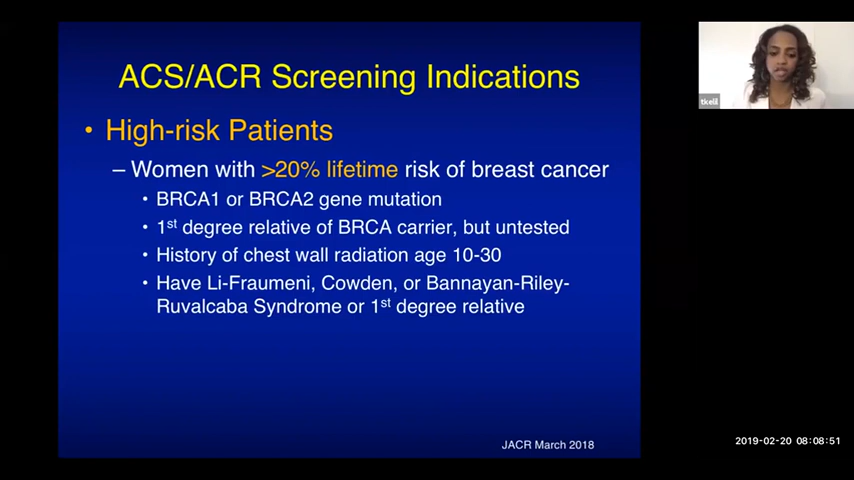 ACS/ACR Screening Indications
• High-risk Patients
– Women with >20% lifetime risk of breast cancer
• BRCA1 or BRCA2 gene mutation
• 1st degree relative of BRCA carrier, but untested
• History of chest wall radiation age 10-30
• Have Li-Fraumeni, Cowden, or Bannayan-Riley-
Ruvalcaba Syndrome or 1st degree relative
JACR March 2018
tkelil
2019-02-20 08:08:51